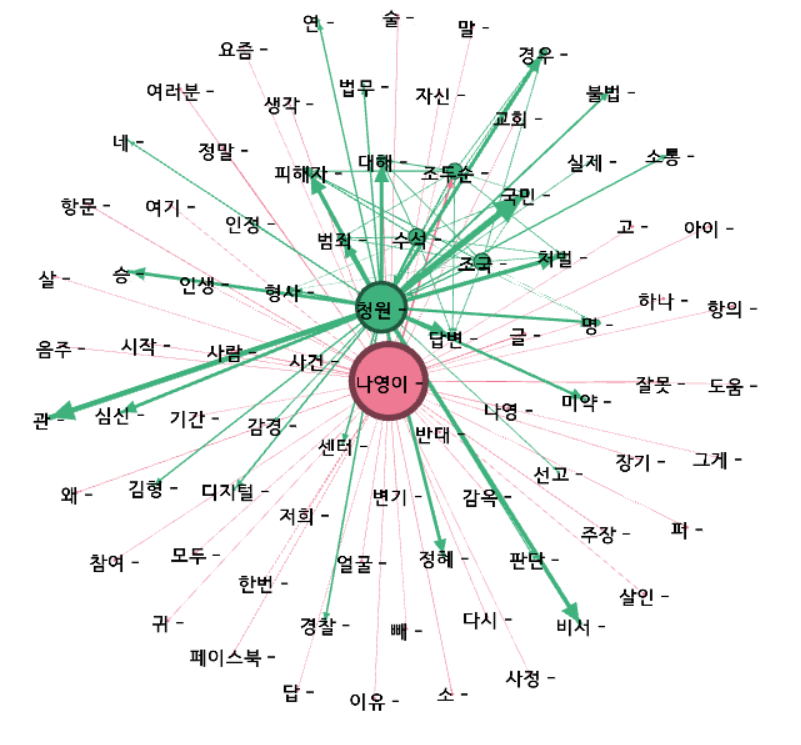 연 -
술 -
말 -
요즘 -
경우 -
여러분 -
생각 -
법무 -
자신 -
불법 -
교회 -
네 -
정말 -
피해자 -
대해 -
조두순 -
실제 -
소통 -
국민 -
항문 -
여기 -
인정 -
범죄 -
수석 -
고 -
아이 -
조국 -
처벌 -
살 -
승 -
인생 -
형사 -
청원 -
하나 -
항의 -
명 -
답변 -
글 -
음주 -
시작 -
사람 -
사건 -
나영이 -
잘못 -
도움 -
관 -
심신 -
기간 -
감경 -
나영 -
미약 -
센터 -
반대 -
장기 -
그게 -
왜 -
김형 -
디지털 -
변기 -
감옥 -
선고 -
저희 -
주장 -
퍼 -
참여 -
모두 -
얼굴 -
정혜 -
판단 -
한번 -
살인 -
귀 -
경찰 -
빼 -
다시 -
비서 -
페이스북 -
답 -
이유 -
소 -
사정 -